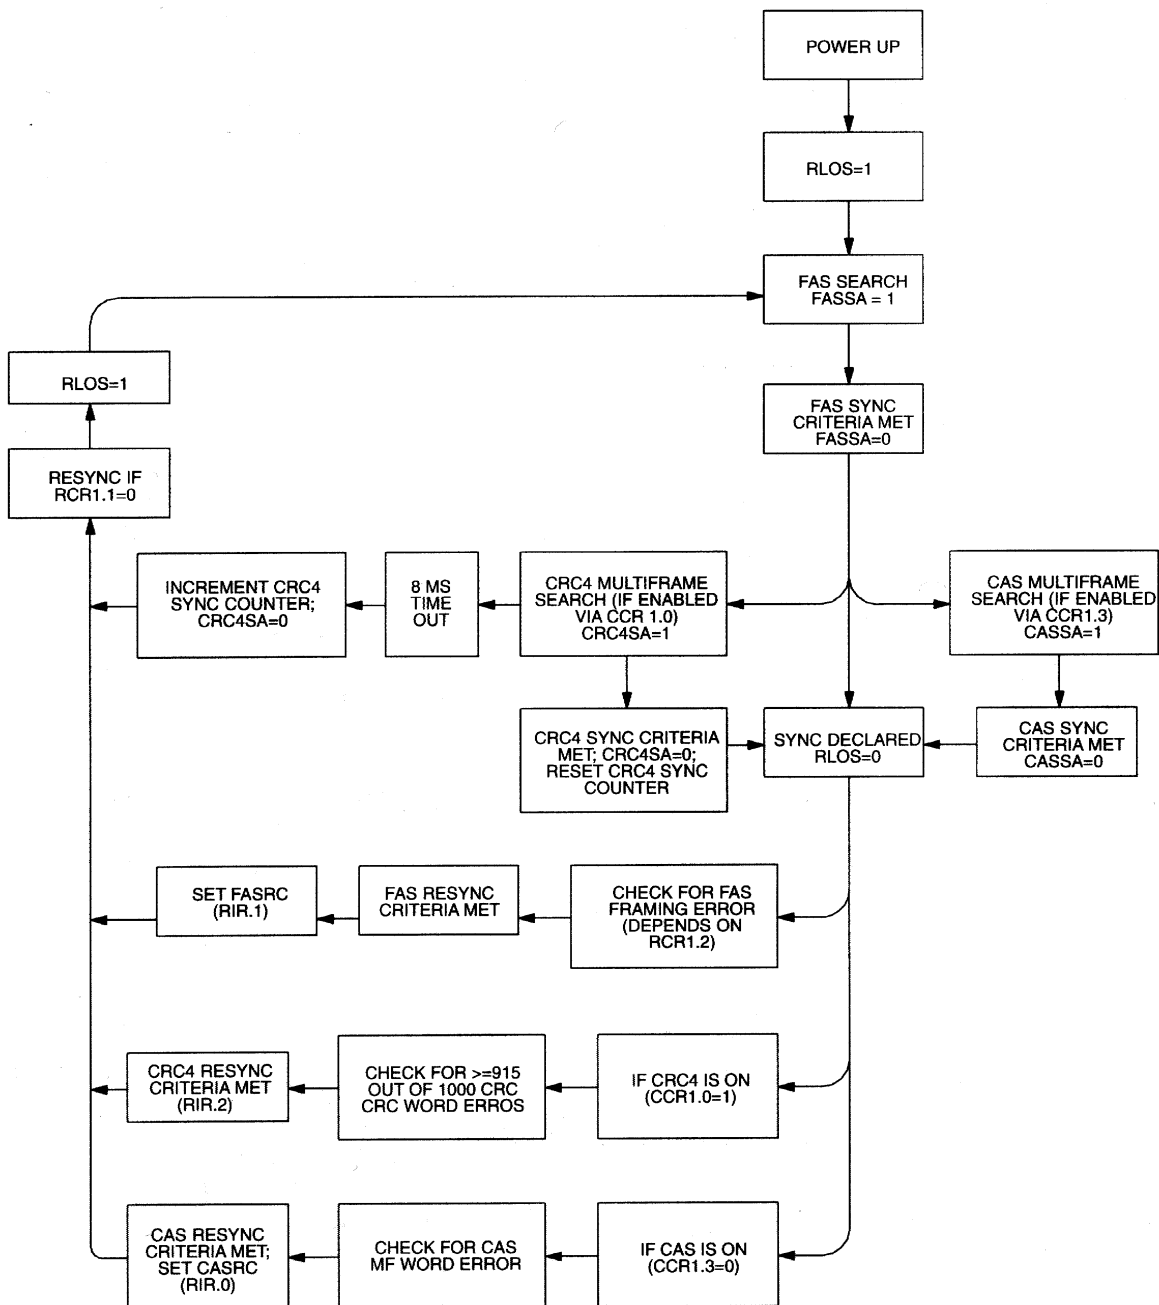 POWER UP
RLOS=1
FAS SEARCH
FASSA = 1
RLOS=1
FAS SYNC
CRITERIA MET
FASSA=0
RESYNC IF
RCR1.1=0
INCREMENT CRC4
SYNC COUNTER;
CRC4SA=0
8 MS
TIME
OUT
CRC4 MULTIFRAME
SEARCH (IF ENABLED
VIA CCR 1.0)
CRC4SA=1
CAS MULTIFRAME
SEARCH (IF ENABLED
VIA CCR1.3)
CASSA=1
CRC4 SYNC CRITERIA
MET; CRC4SA=0;
RESET CRC4 SYNC
COUNTER
SYNC DECLARED
RLOS=0
CAS SYNC
CRITERIA MET
CASSA=0
SET FASRC
(RIR.1)
FAS RESYNC
CRITERIA MET
CHECK FOR FAS
FRAMING ERROR
(DEPENDS ON
RCR1.2)
CRC4 RESYNC
CRITERIA MET
(RIR.2)
CHECK FOR >=915
OUT OF 1000 CRC
CRC WORD ERROS
IF CRC4 IS ON
(CCR1.0=1)
CAS RESYNC
CRITERIA MET;
SET CASRC
(RIR.0)
CHECK FOR CAS
MF WORD ERROR
IF CAS IS ON
(CCR1.3=0)